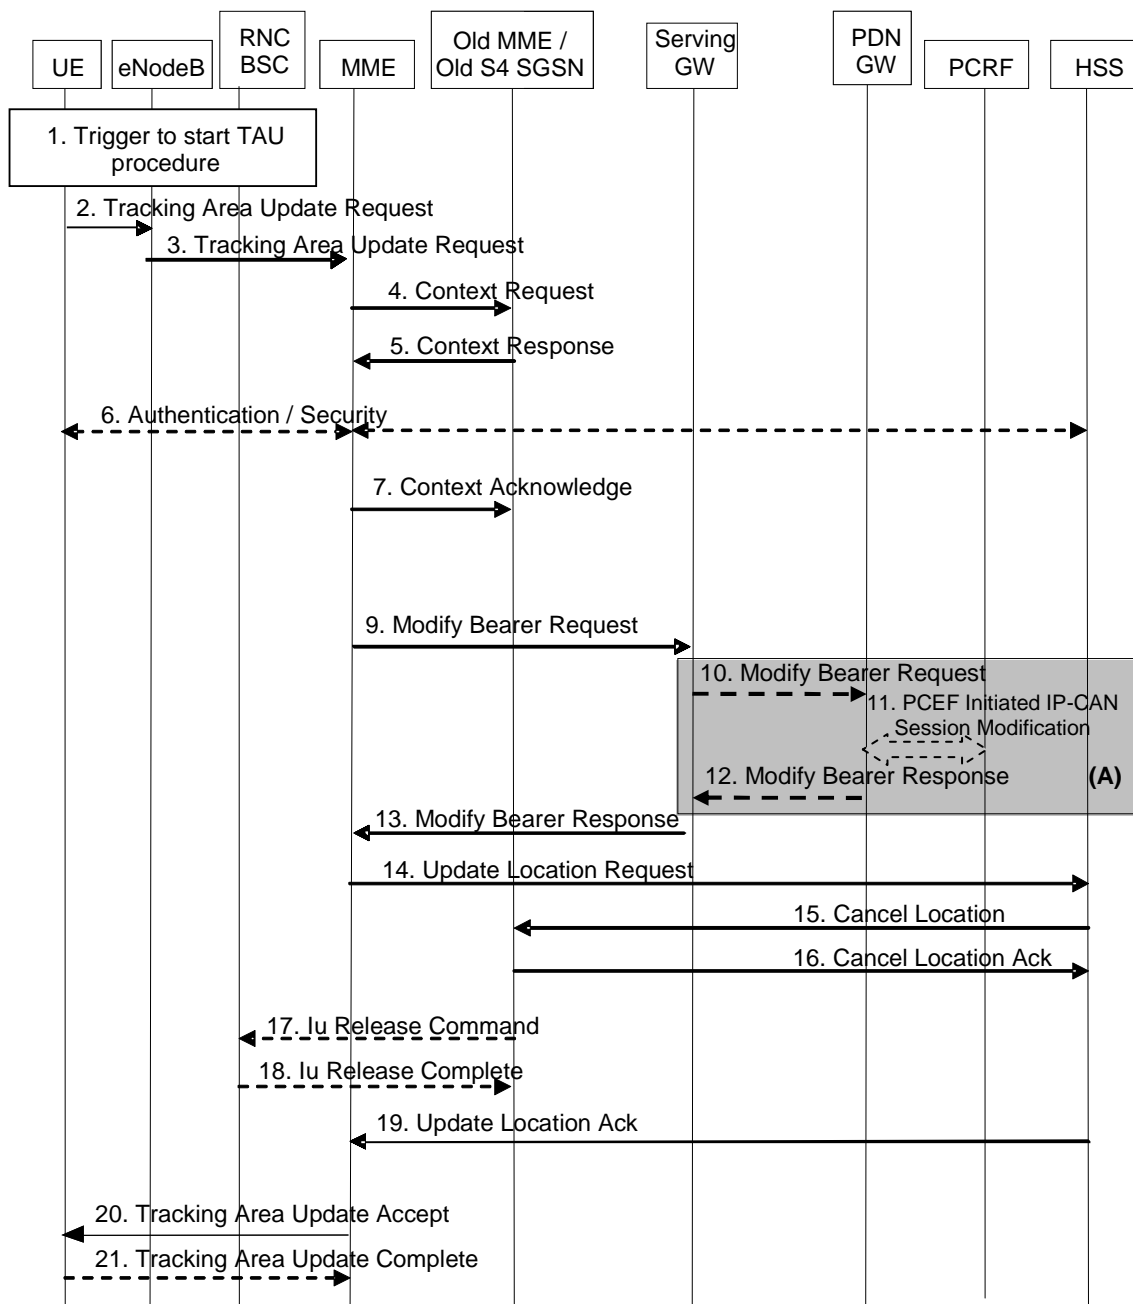 UE
eNodeB
RNC
BSC
MME
Old MME /
Old S4 SGSN
Serving
GW
PDN
GW
PCRF
HSS
1. Trigger to start TAU
procedure
2. Tracking Area Update Request
3. Tracking Area Update Request
4. Context Request
5. Context Response
6. Authentication / Security
7. Context Acknowledge
9. Modify Bearer Request
10. Modify Bearer Request
11. PCEF Initiated IP-CAN
Session Modification
12. Modify Bearer Response
(A)
13. Modify Bearer Response
14. Update Location Request
15. Cancel Location
16. Cancel Location Ack
17. Iu Release Command
18. Iu Release Complete
19. Update Location Ack
20. Tracking Area Update Accept
21. Tracking Area Update Complete